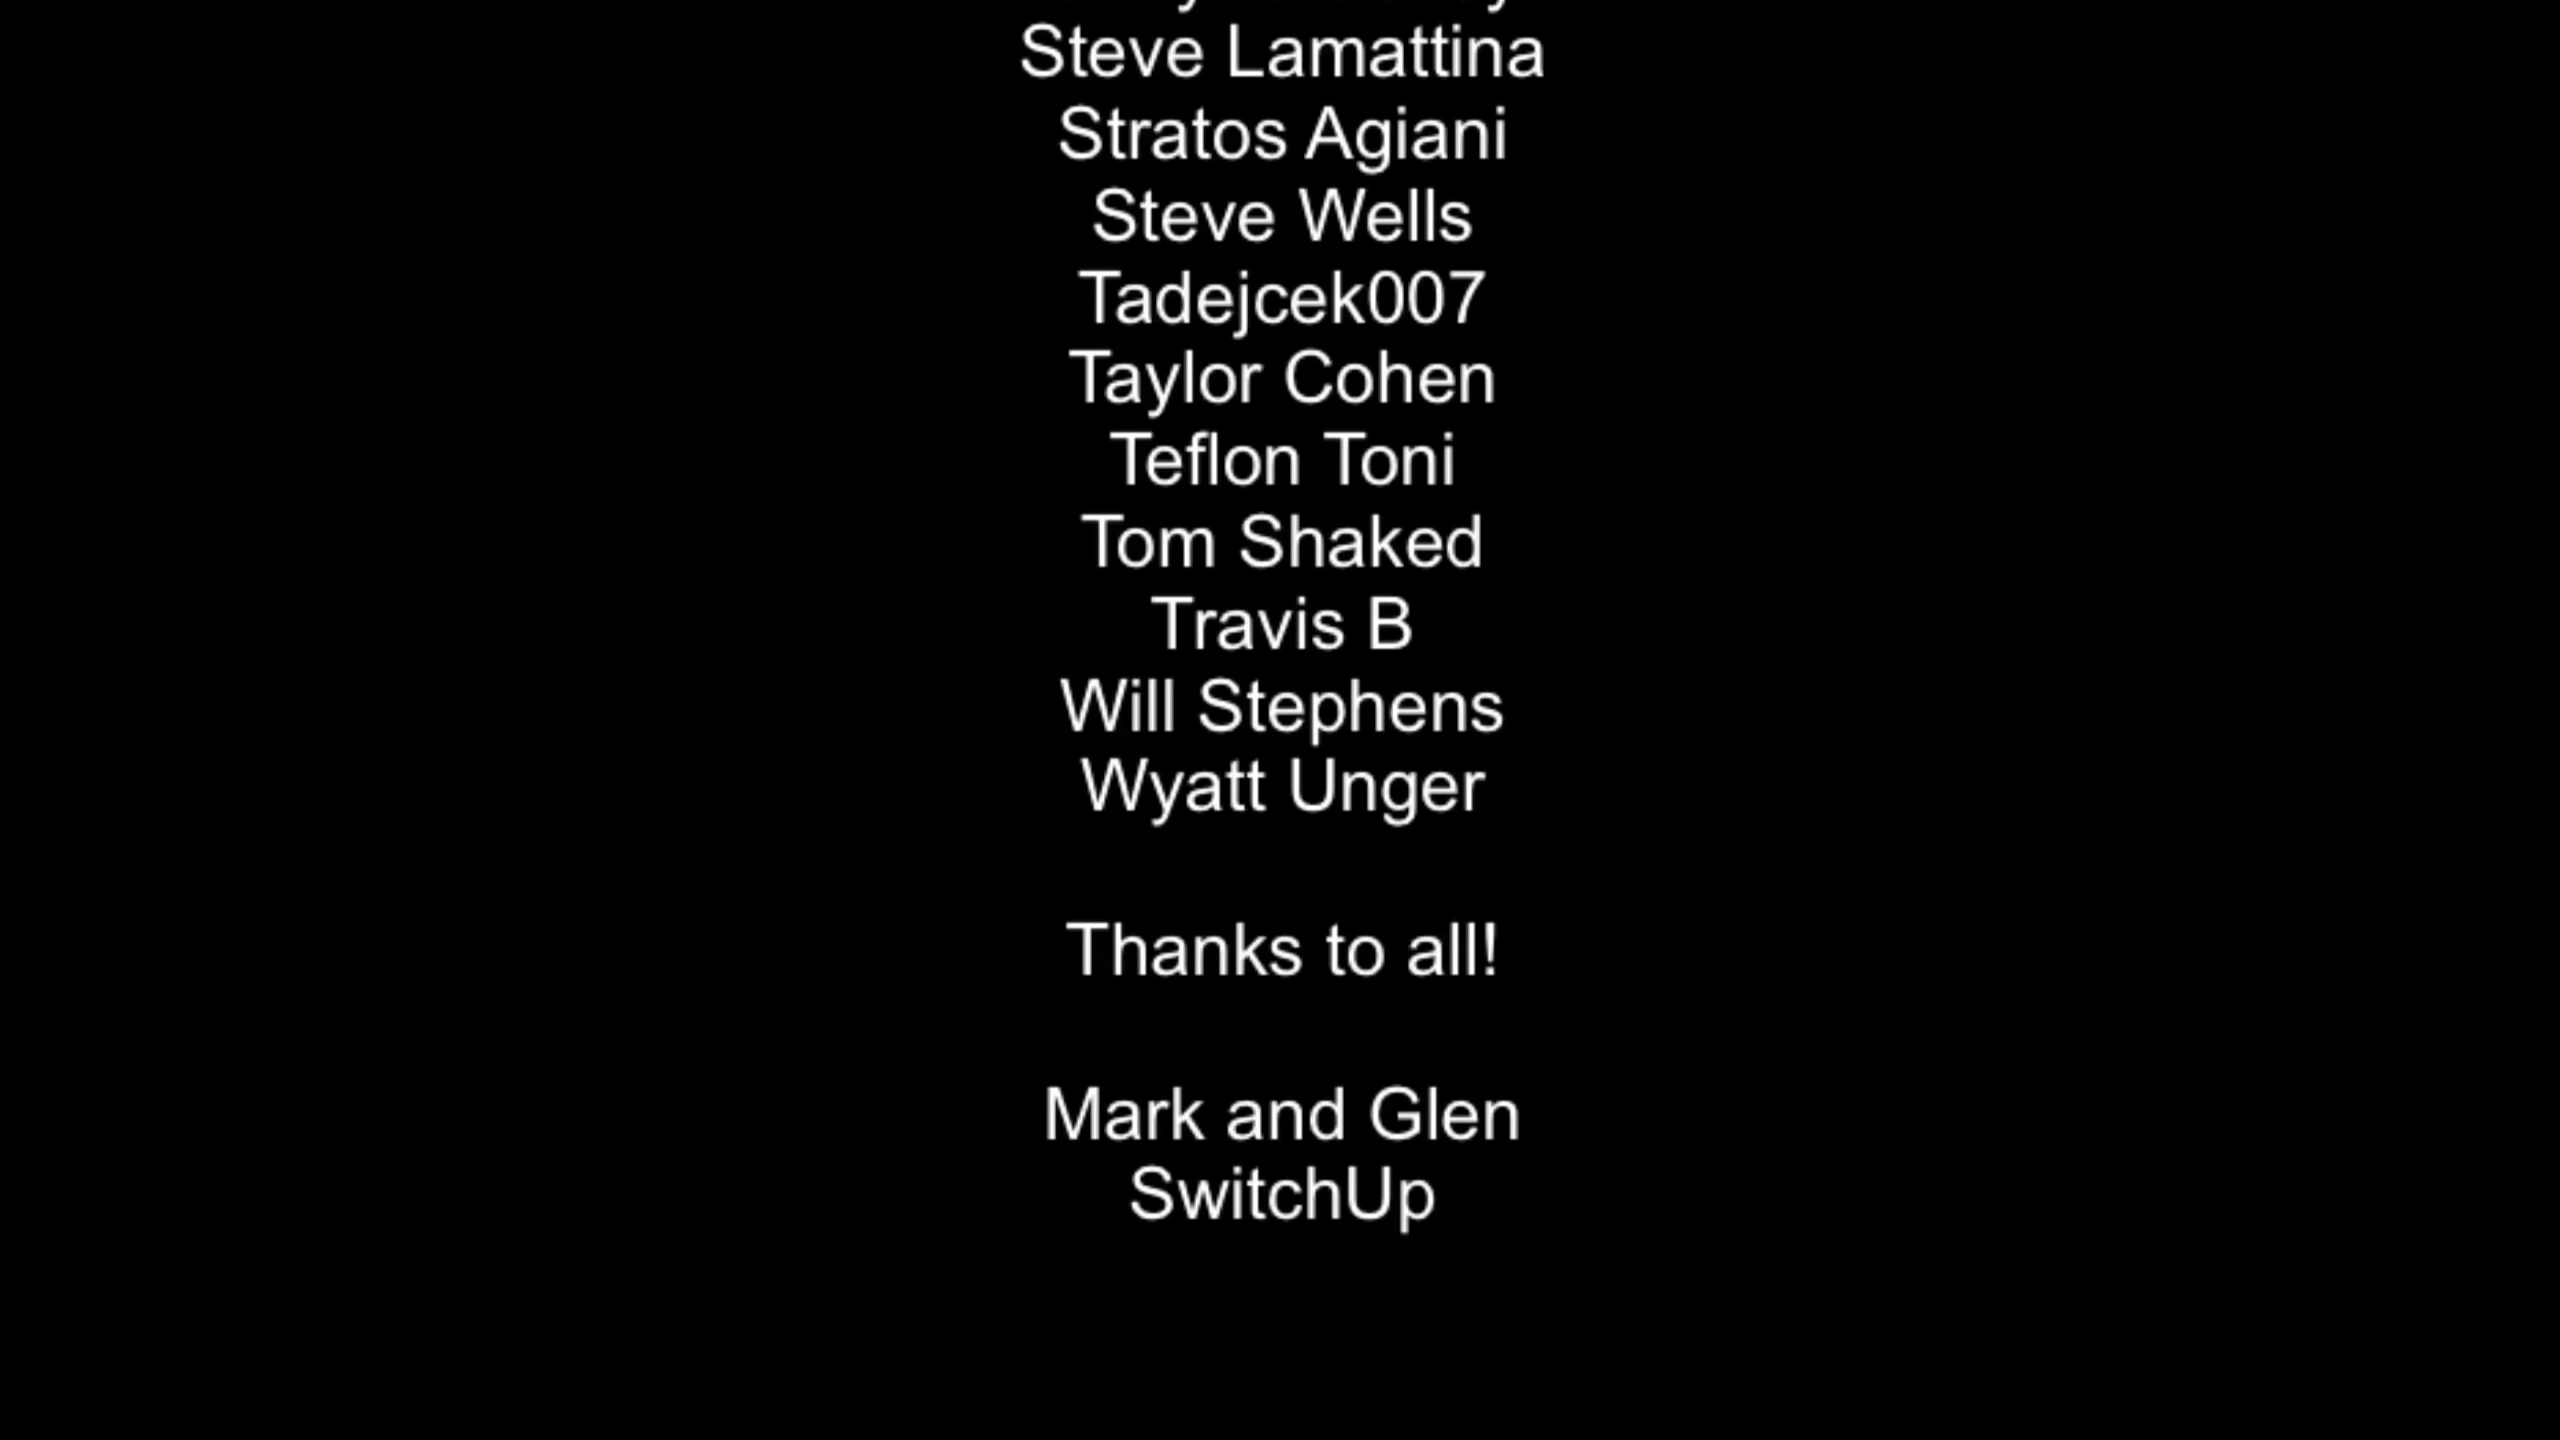 Steve Lamattina
Stratos Agiani
Steve Wells
Tadejcek007
Taylor Cohen
Teflon Toni
Tom Shaked
Travis B
Will Stephens
Wyatt Unger
Thanks to all!
Mark and Glen
SwitchUp